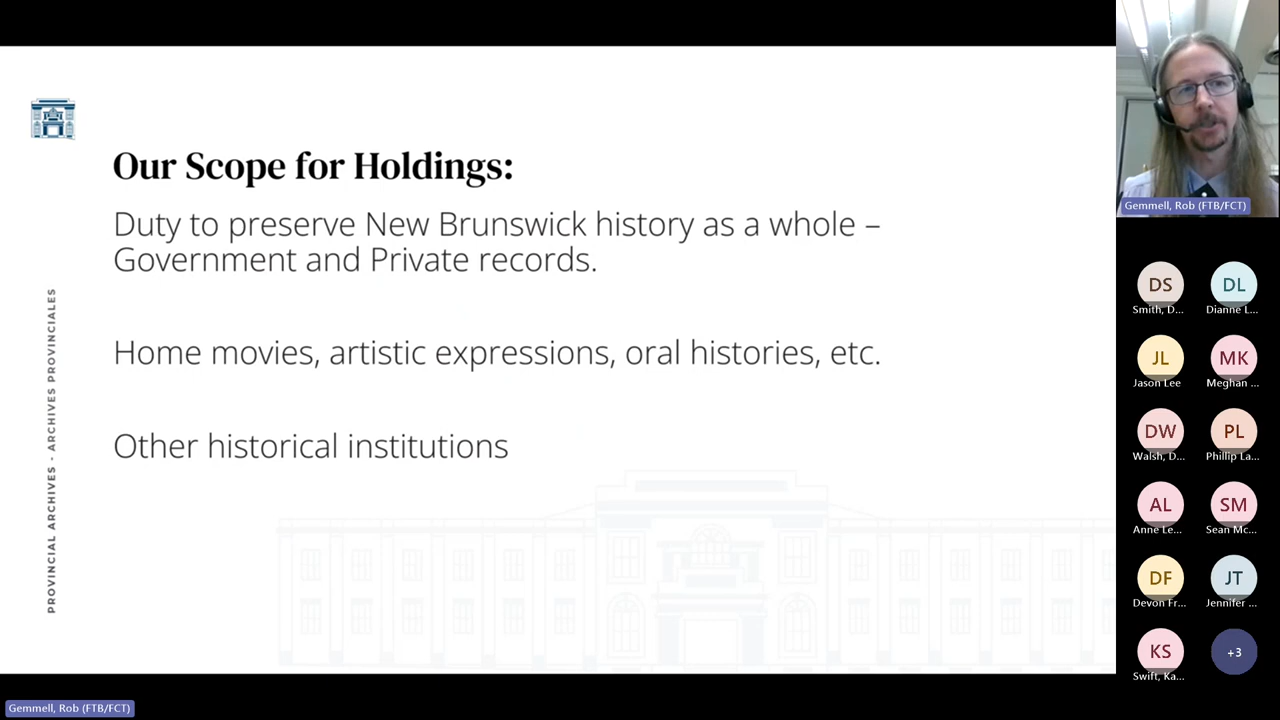 Our Scope for Holdings:
Duty to preserve New Brunswick history as a whole –
Government and Private records.
Home movies, artistic expressions, oral histories, etc.
Other historical institutions
PROVINCIAL ARCHIVES - ARCHIVES PROVINCIALES
Gemmell, Rob (FTB/FCT)
DS
DL
Smith, D...
Dianne L...
JL
MK
Jason Lee
Meghan ...
DW
PL
Walsh, D...
Phillip La...
AL
SM
Anne Le...
Sean Mc...
DF
JT
Devon Fr...
Jennifer ...
KS
+3
Swift, Ka...
Gemmell, Rob (FTB/FCT)